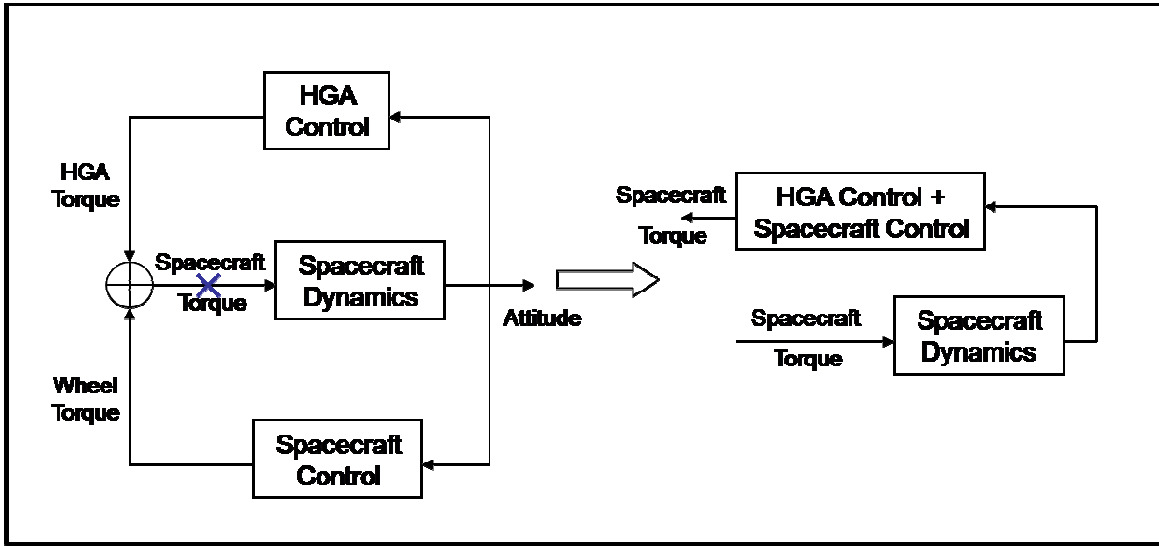 HGA
Control
HGA
Torque
Spacecraft
Torque
Spacecraft
Dynamics
Attitude
Wheel
Torque
Spacecraft
Control
Spacecraft
Torque
HGA Control +
Spacecraft Control
Spacecraft
Torque
Spacecraft
Dynamics